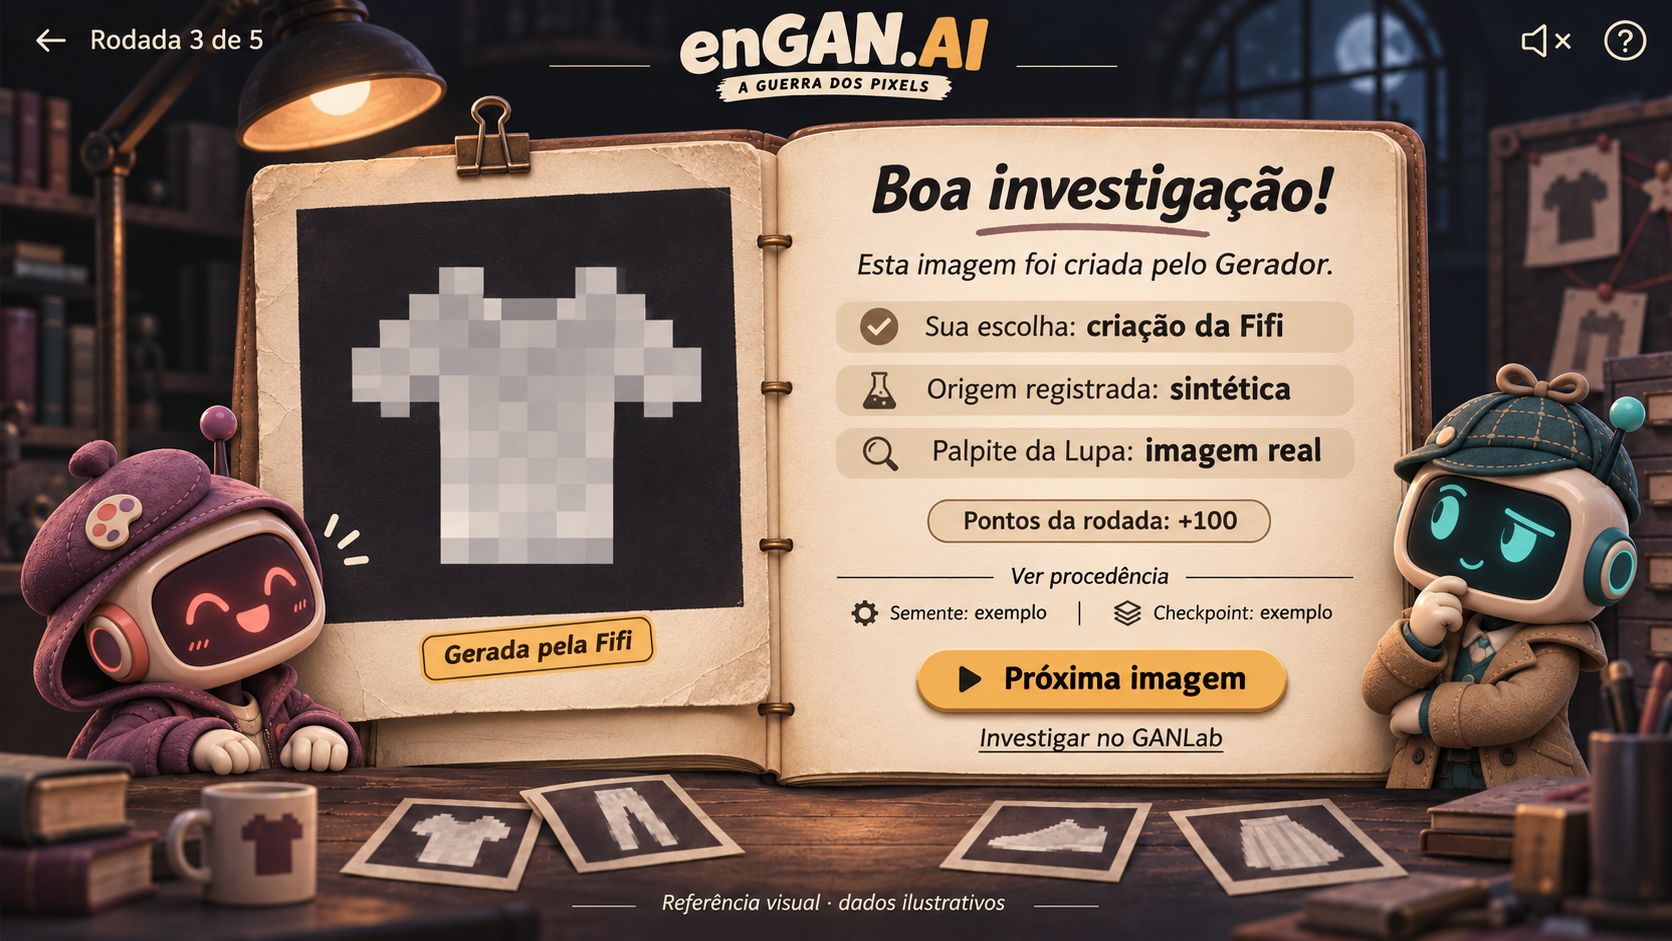 Rodada 3 de 5
enGAN.AI
A GUERRA DOS PIXELS
Gerada pela Fifi
Boa investigação!
Esta imagem foi criada pelo Gerador.
Sua escolha: criação da Fifi
Origem registrada: sintética
Palpite da Lupa: imagem real
Pontos da rodada: +100
Ver procedência
Semente: exemplo | Checkpoint: exemplo
Próxima imagem
Investigar no GANLab
Referência visual · dados ilustrativos